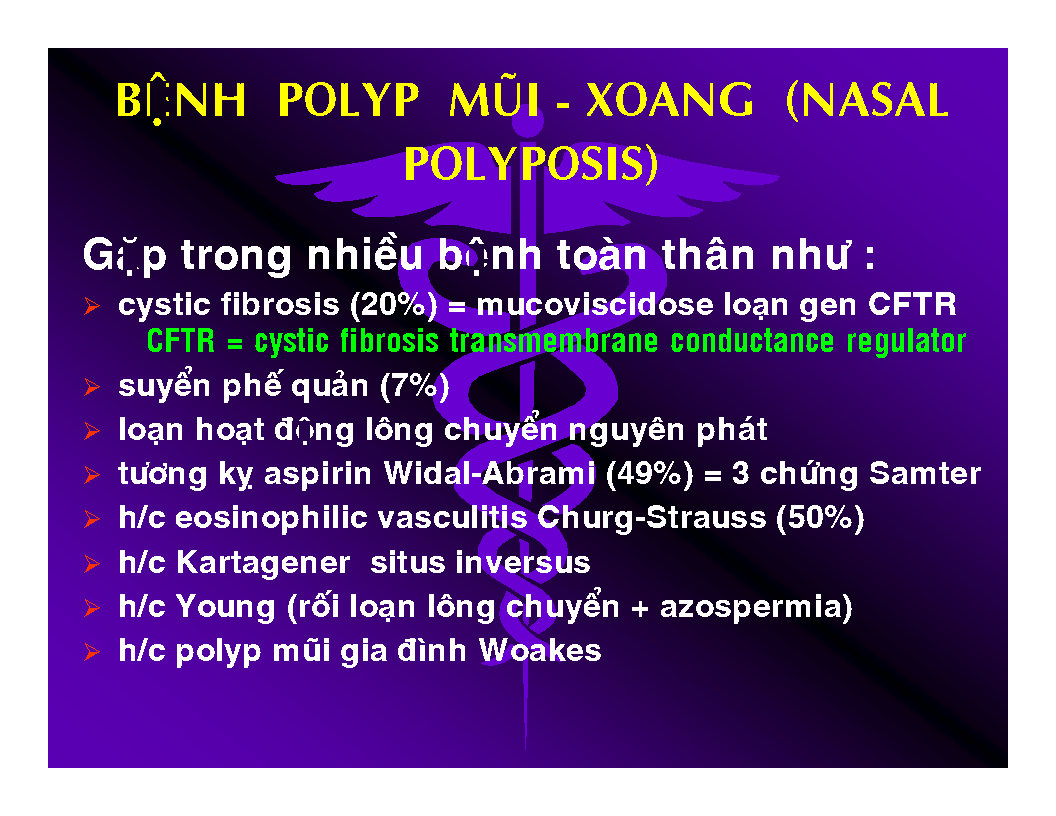 BỆNH POLYP MŨI - XOANG (NASAL
POLYPOSIS)
Gặp trong nhiều bệnh toàn thân như :
cystic fibrosis (20%) = mucoviscidose loạn gen CFTR
CFTR = cystic fibrosis transmembrane conductance regulator
suyển phế quản (7%)
loạn hoạt động lông chuyển nguyên phát
tương kỵ aspirin Widal-Abrami (49%) = 3 chứng Samter
h/c eosinophilic vasculitis Churg-Strauss (50%)
h/c Kartagener situs inversus
h/c Young (rối loạn lông chuyển + azospermia)
h/c polyp mũi gia đình Woakes